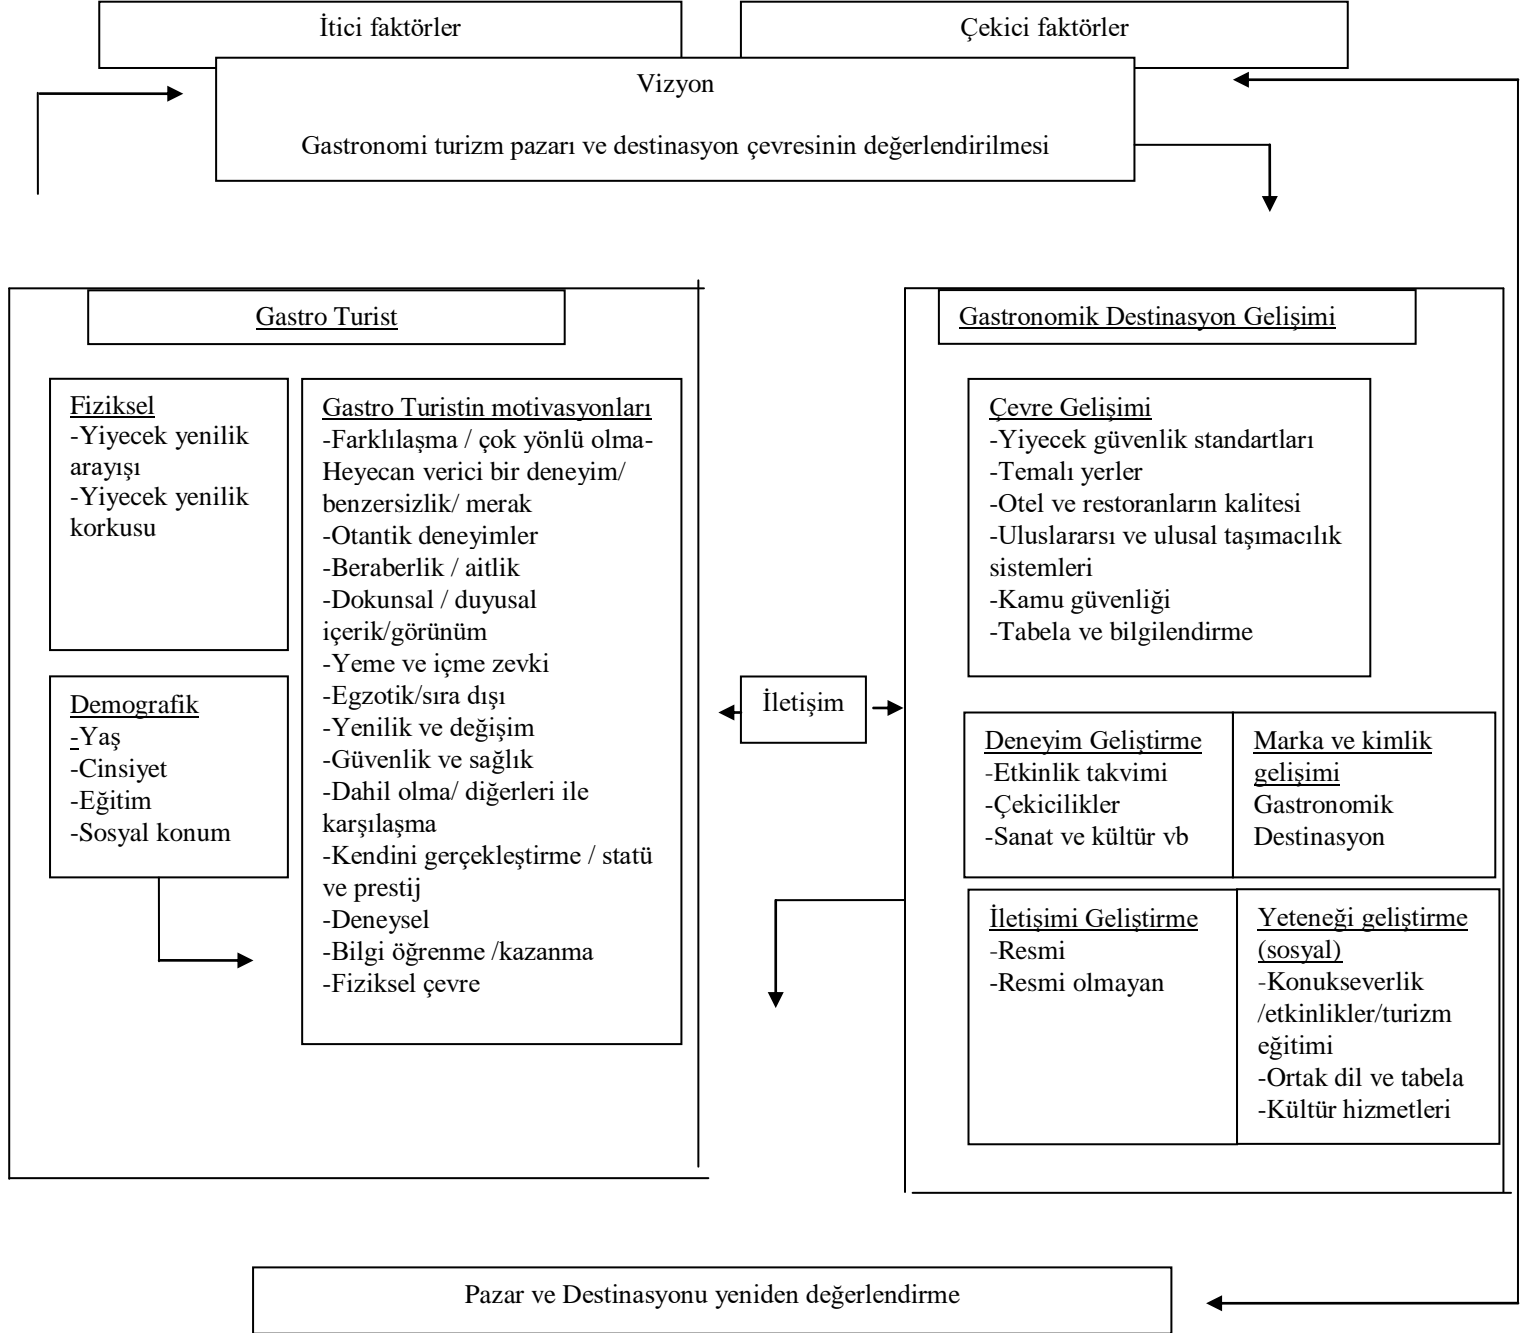 İtici faktörler
Çekici faktörler
Vizyon
Gastronomi turizm pazarı ve destinasyon çevresinin değerlendirilmesi
Gastro Turist
Fiziksel
-Yiyecek yenilik
arayışı
-Yiyecek yenilik
korkusu
Demografik
-Yaş
-Cinsiyet
-Eğitim
-Sosyal konum
Gastro Turistin motivasyonları
-Farklılaşma / çok yönlü olma-
Heyecan verici bir deneyim/
benzersizlik/ merak
-Otantik deneyimler
-Beraberlik / aitlik
-Dokunsal / duyusal
içerik/görünüm
-Yeme ve içme zevki
-Egzotik/sıra dışı
-Yenilik ve değişim
-Güvenlik ve sağlık
-Dahil olma/ diğerleri ile
karşılaşma
-Kendini gerçekleştirme / statü
ve prestij
-Deneysel
-Bilgi öğrenme /kazanma
-Fiziksel çevre
İletişim
Gastronomik Destinasyon Gelişimi
Çevre Gelişimi
-Yiyecek güvenlik standartları
-Temalı yerler
-Otel ve restoranların kalitesi
-Uluslararsı ve ulusal taşımacılık
sistemleri
-Kamu güvenliği
-Tabela ve bilgilendirme
Deneyim Geliştirme
-Etkinlik takvimi
-Çekicilikler
-Sanat ve kültür vb
Marka ve kimlik
gelişimi
Gastronomik
Destinasyon
İletişimi Geliştirme
-Resmi
-Resmi olmayan
Yeteneği geliştirme
(sosyal)
-Konukseverlik
/etkinlikler/turizm
eğitimi
-Ortak dil ve tabela
-Kültür hizmetleri
Pazar ve Destinasyonu yeniden değerlendirme